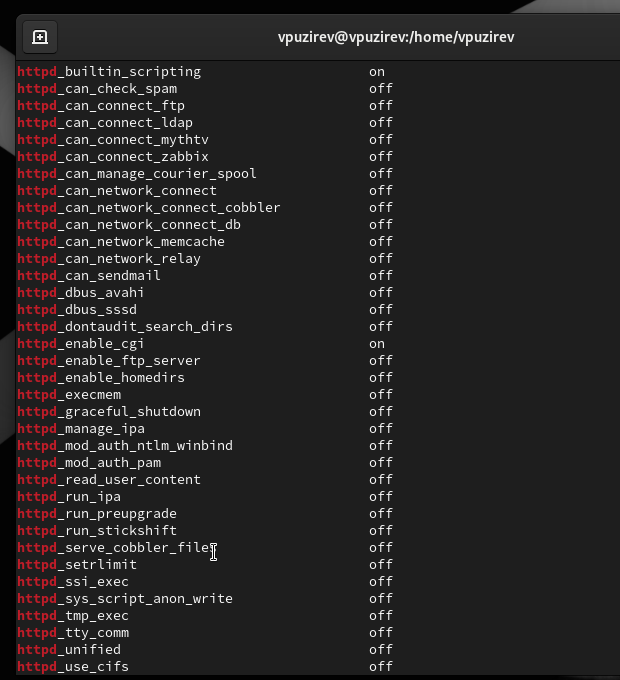 vpuzirev@vpuzirev:/home/vpuzirev
httpd_builtin_scripting on
httpd_can_check_spam off
httpd_can_connect_ftp off
httpd_can_connect_ldap off
httpd_can_connect_mythtv off
httpd_can_connect_zabbix off
httpd_can_manage_courier_spool off
httpd_can_network_connect off
httpd_can_network_connect_cobbler off
httpd_can_network_connect_db off
httpd_can_network_memcache off
httpd_can_network_relay off
httpd_can_sendmail off
httpd_dbus_avahi off
httpd_dbus_sssd off
httpd_dontaudit_search_dirs off
httpd_enable_cgi on
httpd_enable_ftp_server off
httpd_enable_homedirs off
httpd_execmem off
httpd_graceful_shutdown off
httpd_manage_ipa off
httpd_mod_auth_ntlm_winbind off
httpd_mod_auth_pam off
httpd_read_user_content off
httpd_run_ipa off
httpd_run_preupgrade off
httpd_run_stickshift off
httpd_serve_cobbler_files off
httpd_setrlimit off
httpd_ssi_exec off
httpd_sys_script_anon_write off
httpd_tmp_exec off
httpd_tty_comm off
httpd_unified off
httpd_use_cifs off